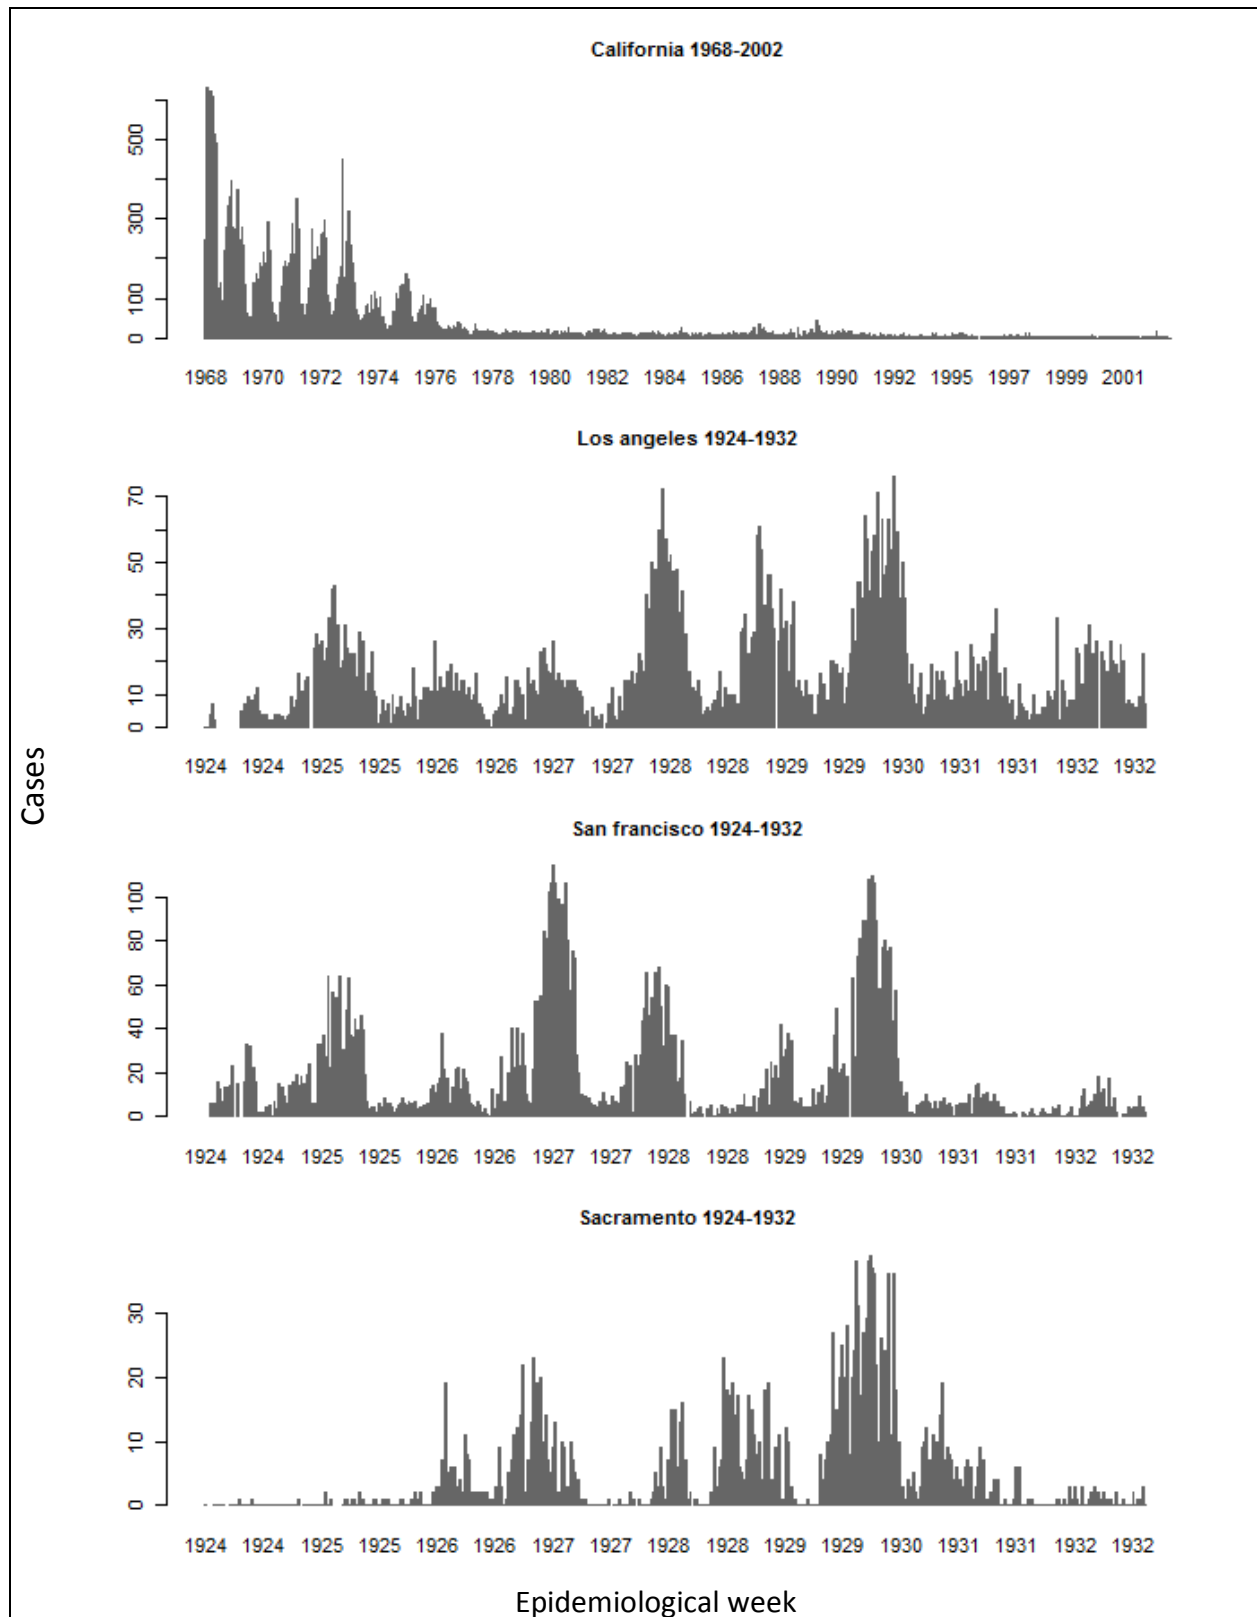 California 1968-2002
500
300
100
0
1968 1970 1972 1974 1976 1978 1980 1982 1984 1986 1988 1990 1992 1995 1997 1999 2001
Los angeles 1924-1932
70
50
30
10
0
1924 1924 1925 1925 1926 1926 1927 1927 1928 1928 1929 1929 1930 1931 1931 1932 1932
Cases
San francisco 1924-1932
100
80
60
40
20
0
1924 1924 1925 1925 1926 1926 1927 1927 1928 1928 1929 1929 1930 1931 1931 1932 1932
Sacramento 1924-1932
30
20
10
0
1924 1924 1925 1925 1926 1926 1927 1927 1928 1928 1929 1929 1930 1931 1931 1932 1932
Epidemiological week